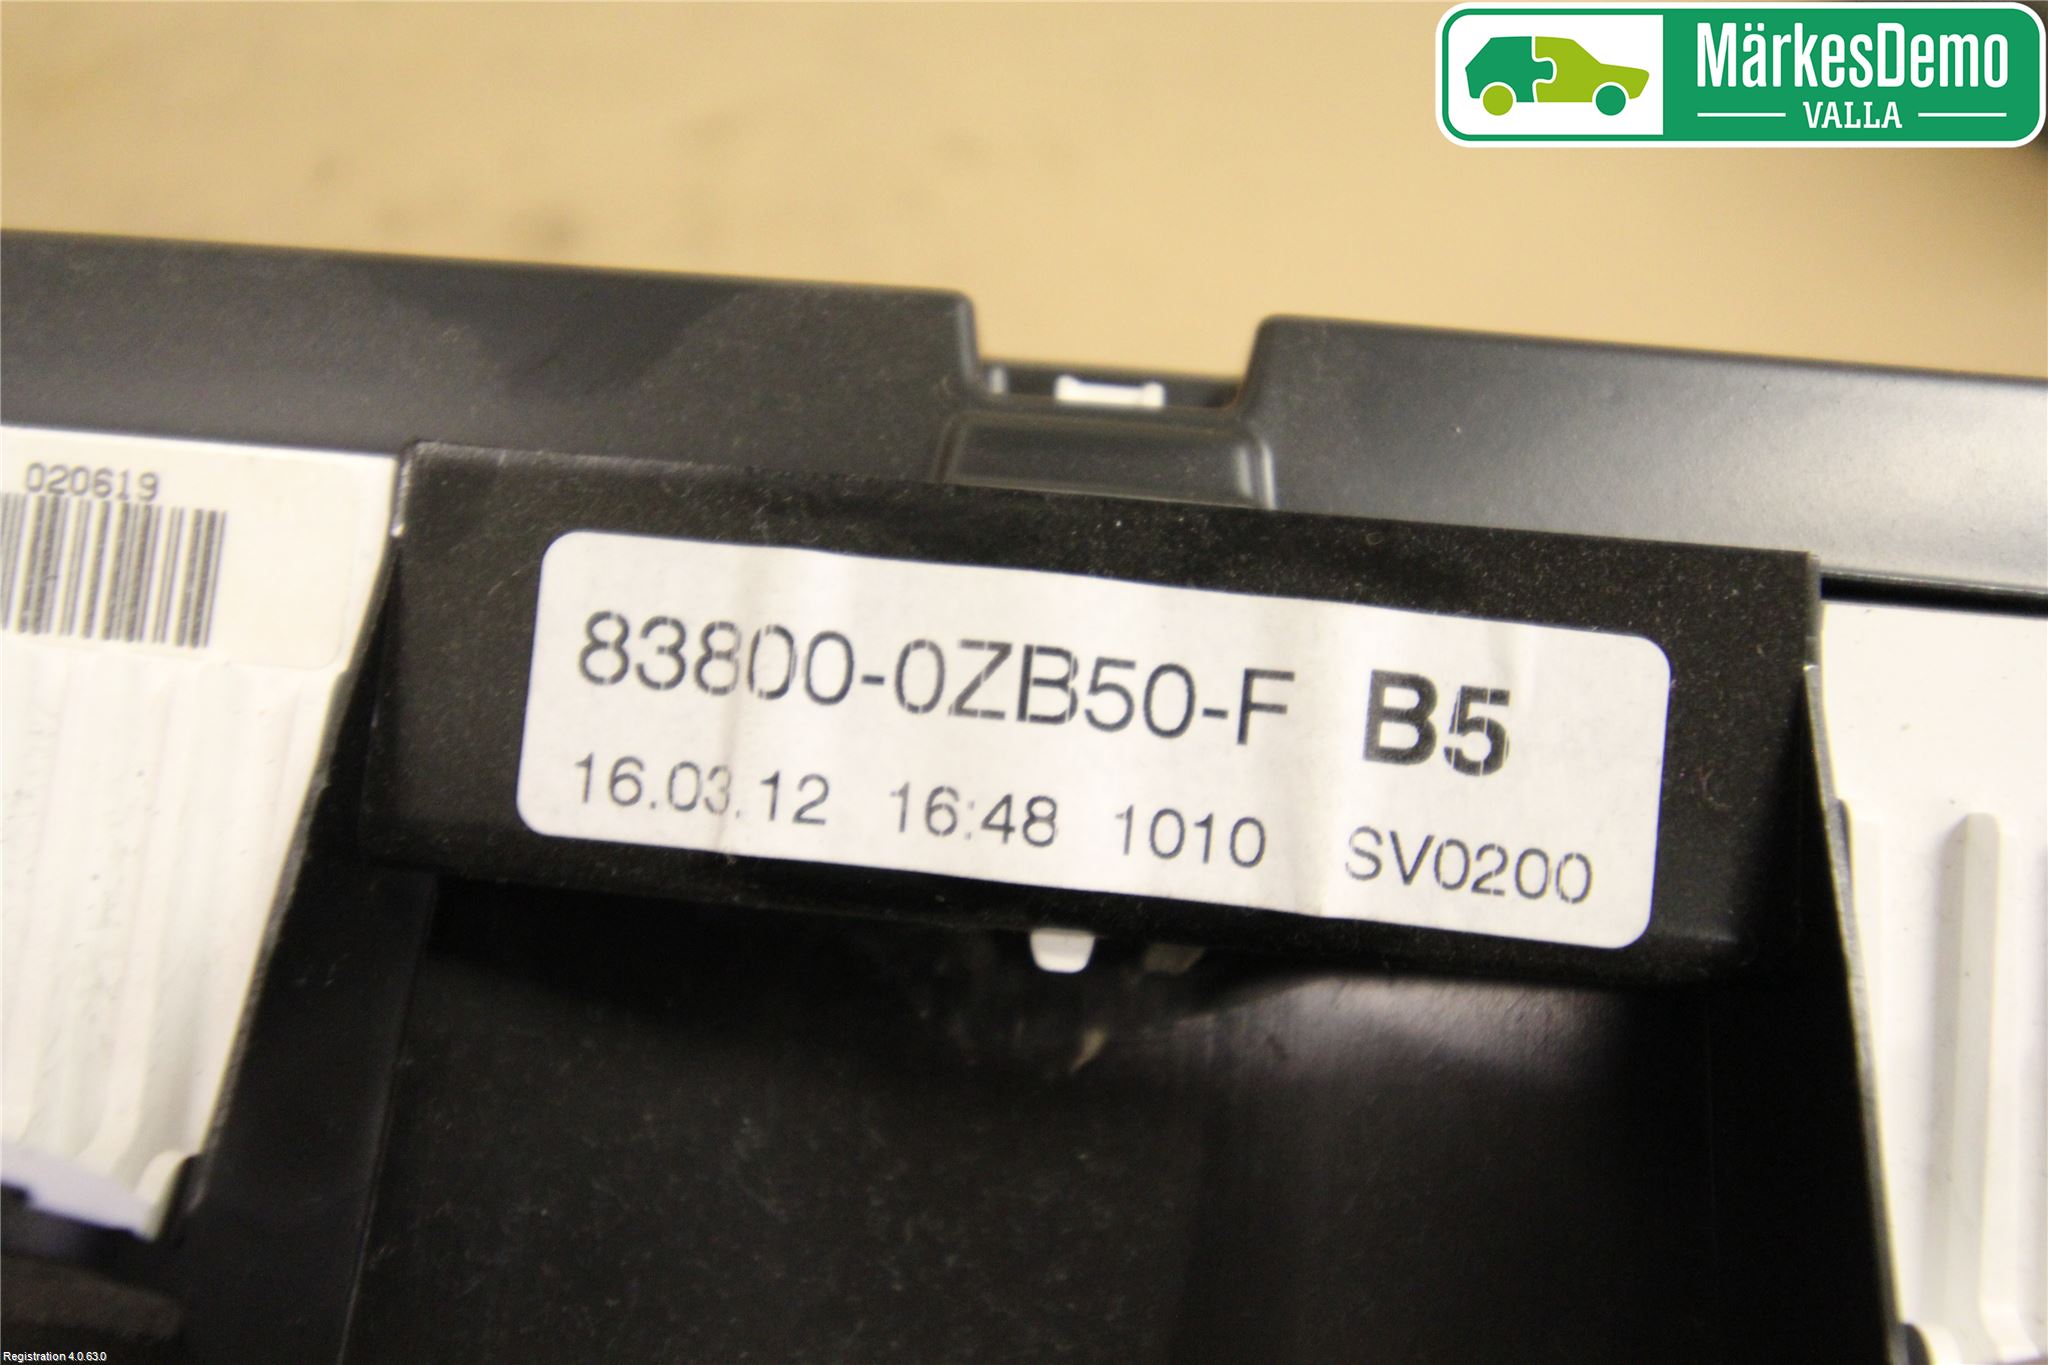 MärkesDemo
VALLA
020619
83800-0ZB50-F B5
16.03.12 16:48 1010 SV0200
Registration 4.0.63.0